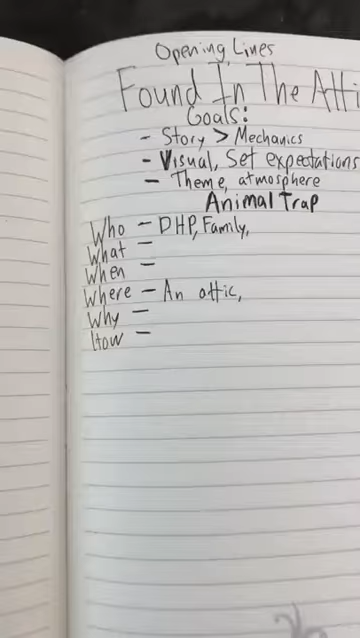 Opening Lines
Found In The Atti
Goals:
- Story > Mechanics
- Visual, Set expectations
- Theme, atmosphere
Animal Trap
Who - DHP, Family,
What -
When -
Where - An attic,
Why -
How -